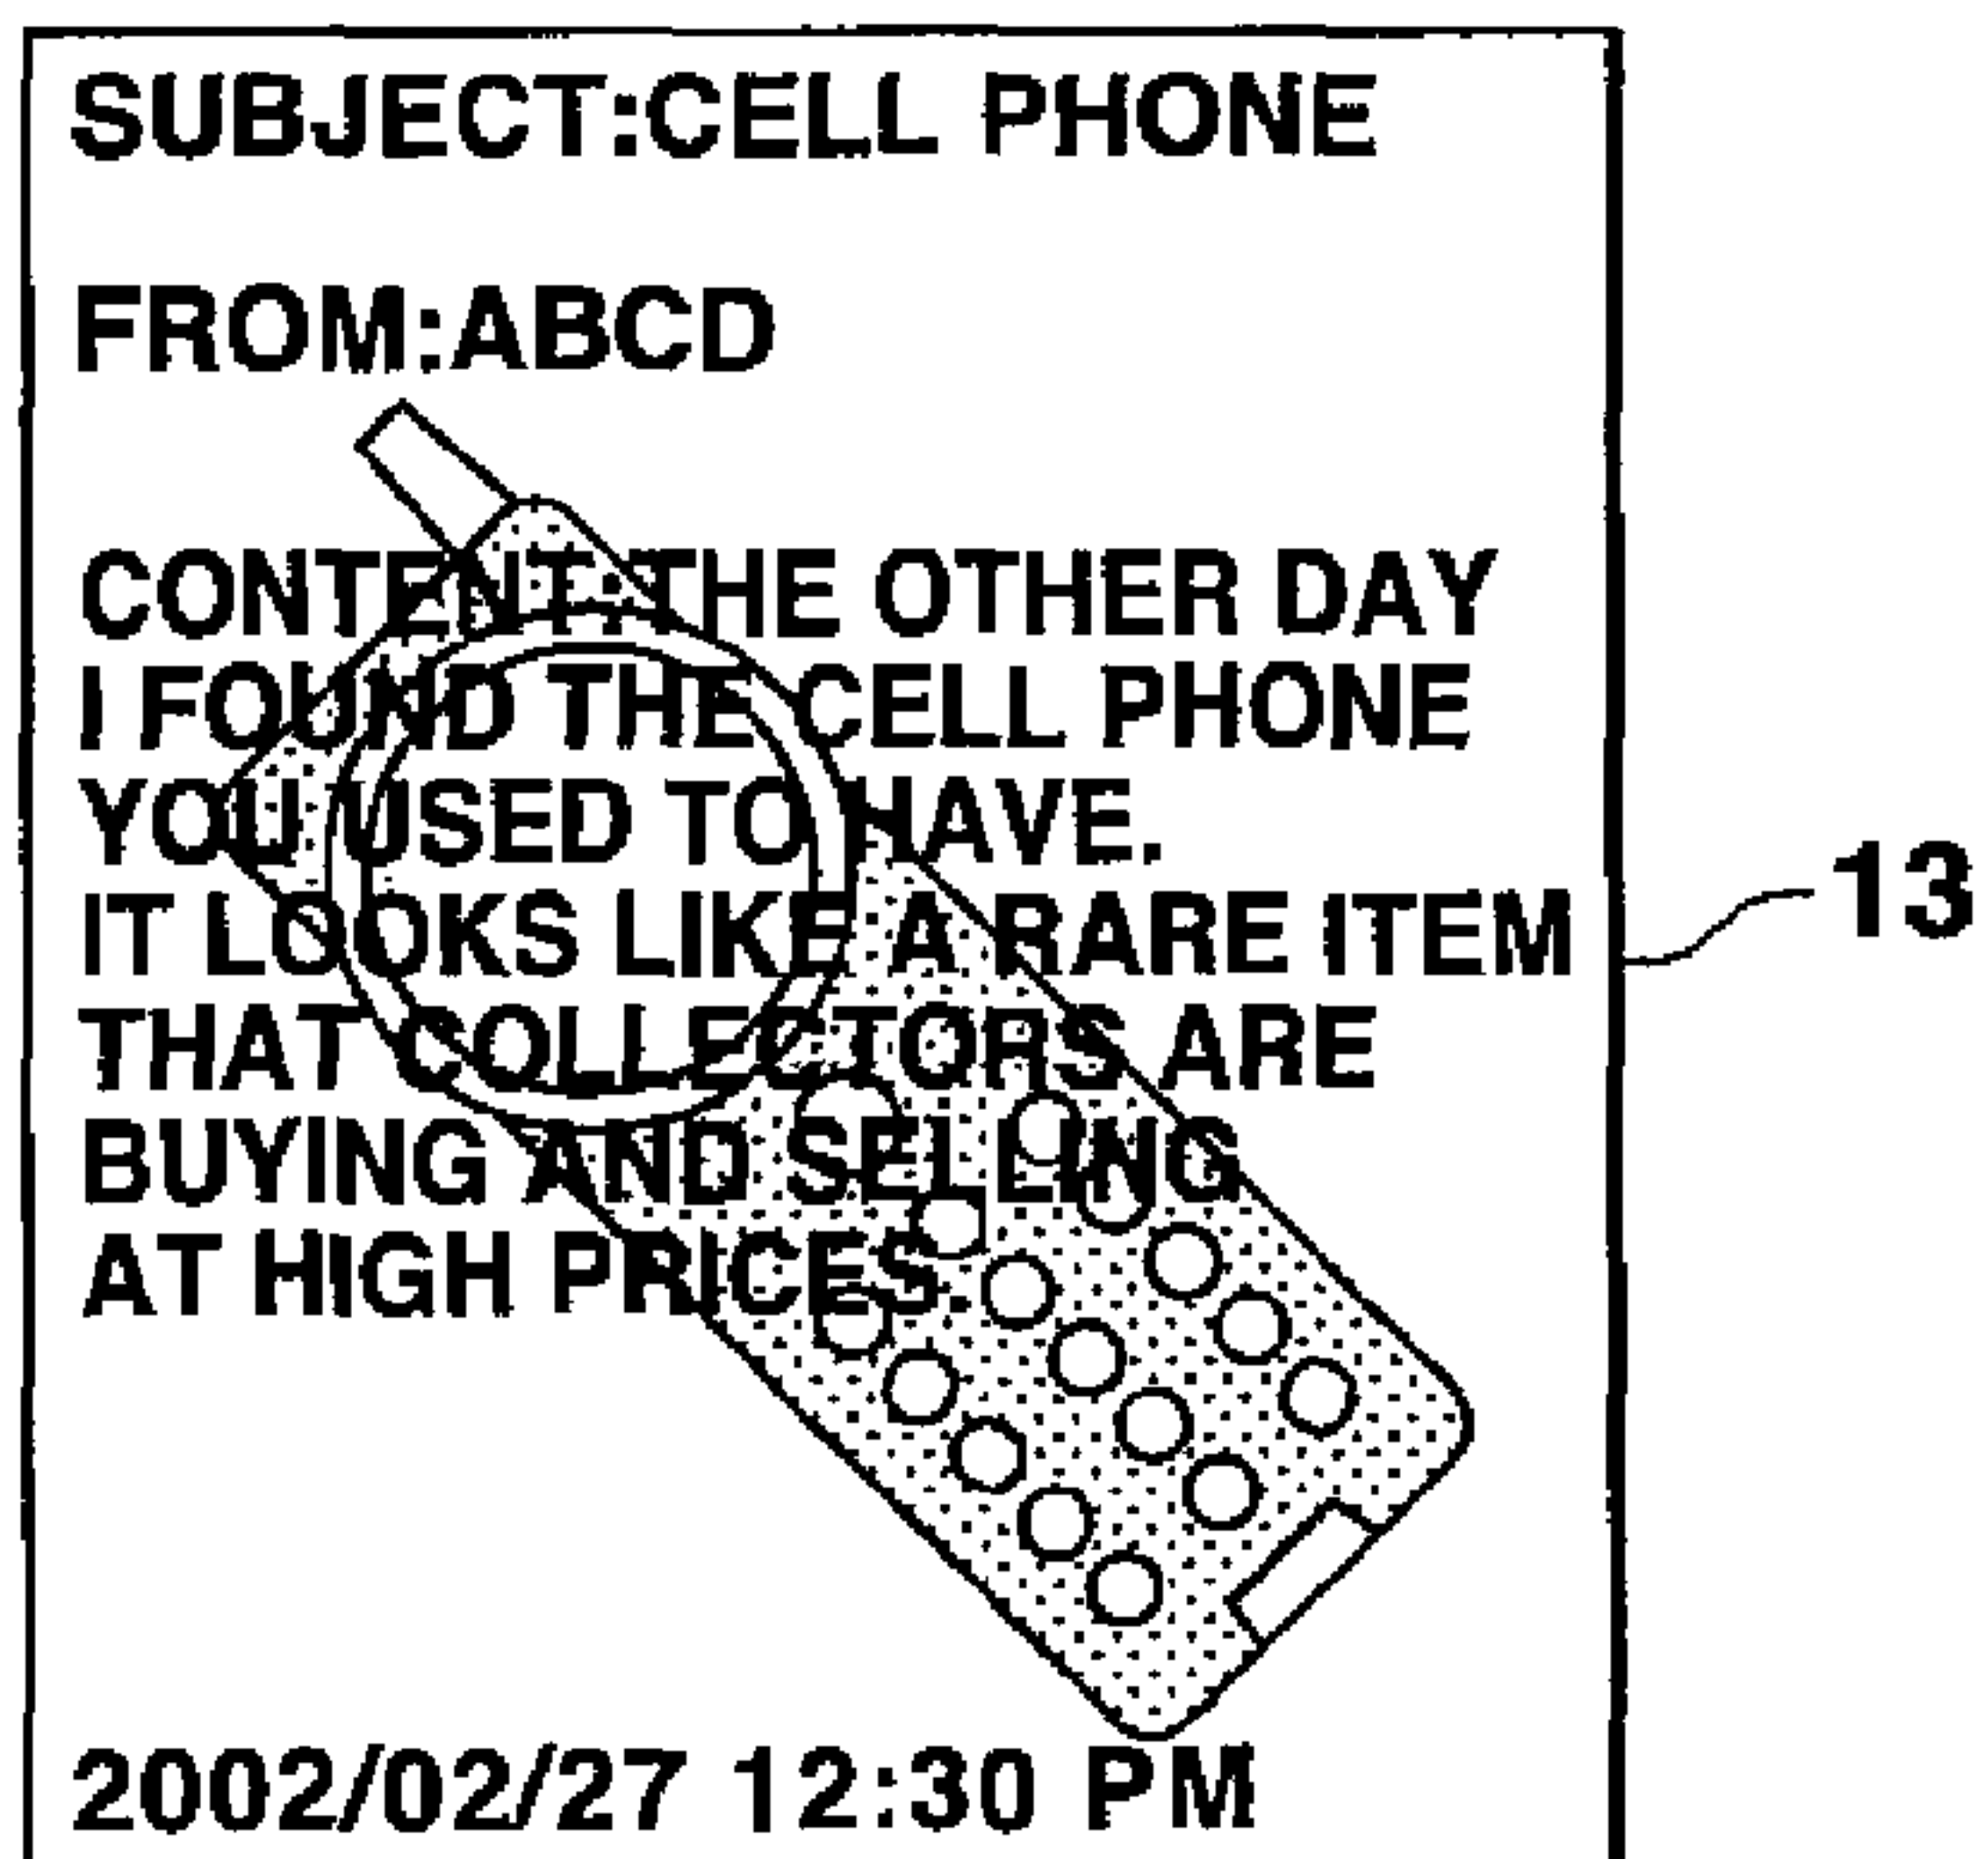 SUBJECT:CELL PHONE
FROM:ABCD
CONTENT:THE OTHER DAY
I FOUND THE CELL PHONE
YOU USED TO HAVE.
IT LOOKS LIKE A RARE ITEM
THAT COLLECTORS ARE
BUYING AND SELLING
AT HIGH PRICES.
2002/02/27 12:30 PM
13